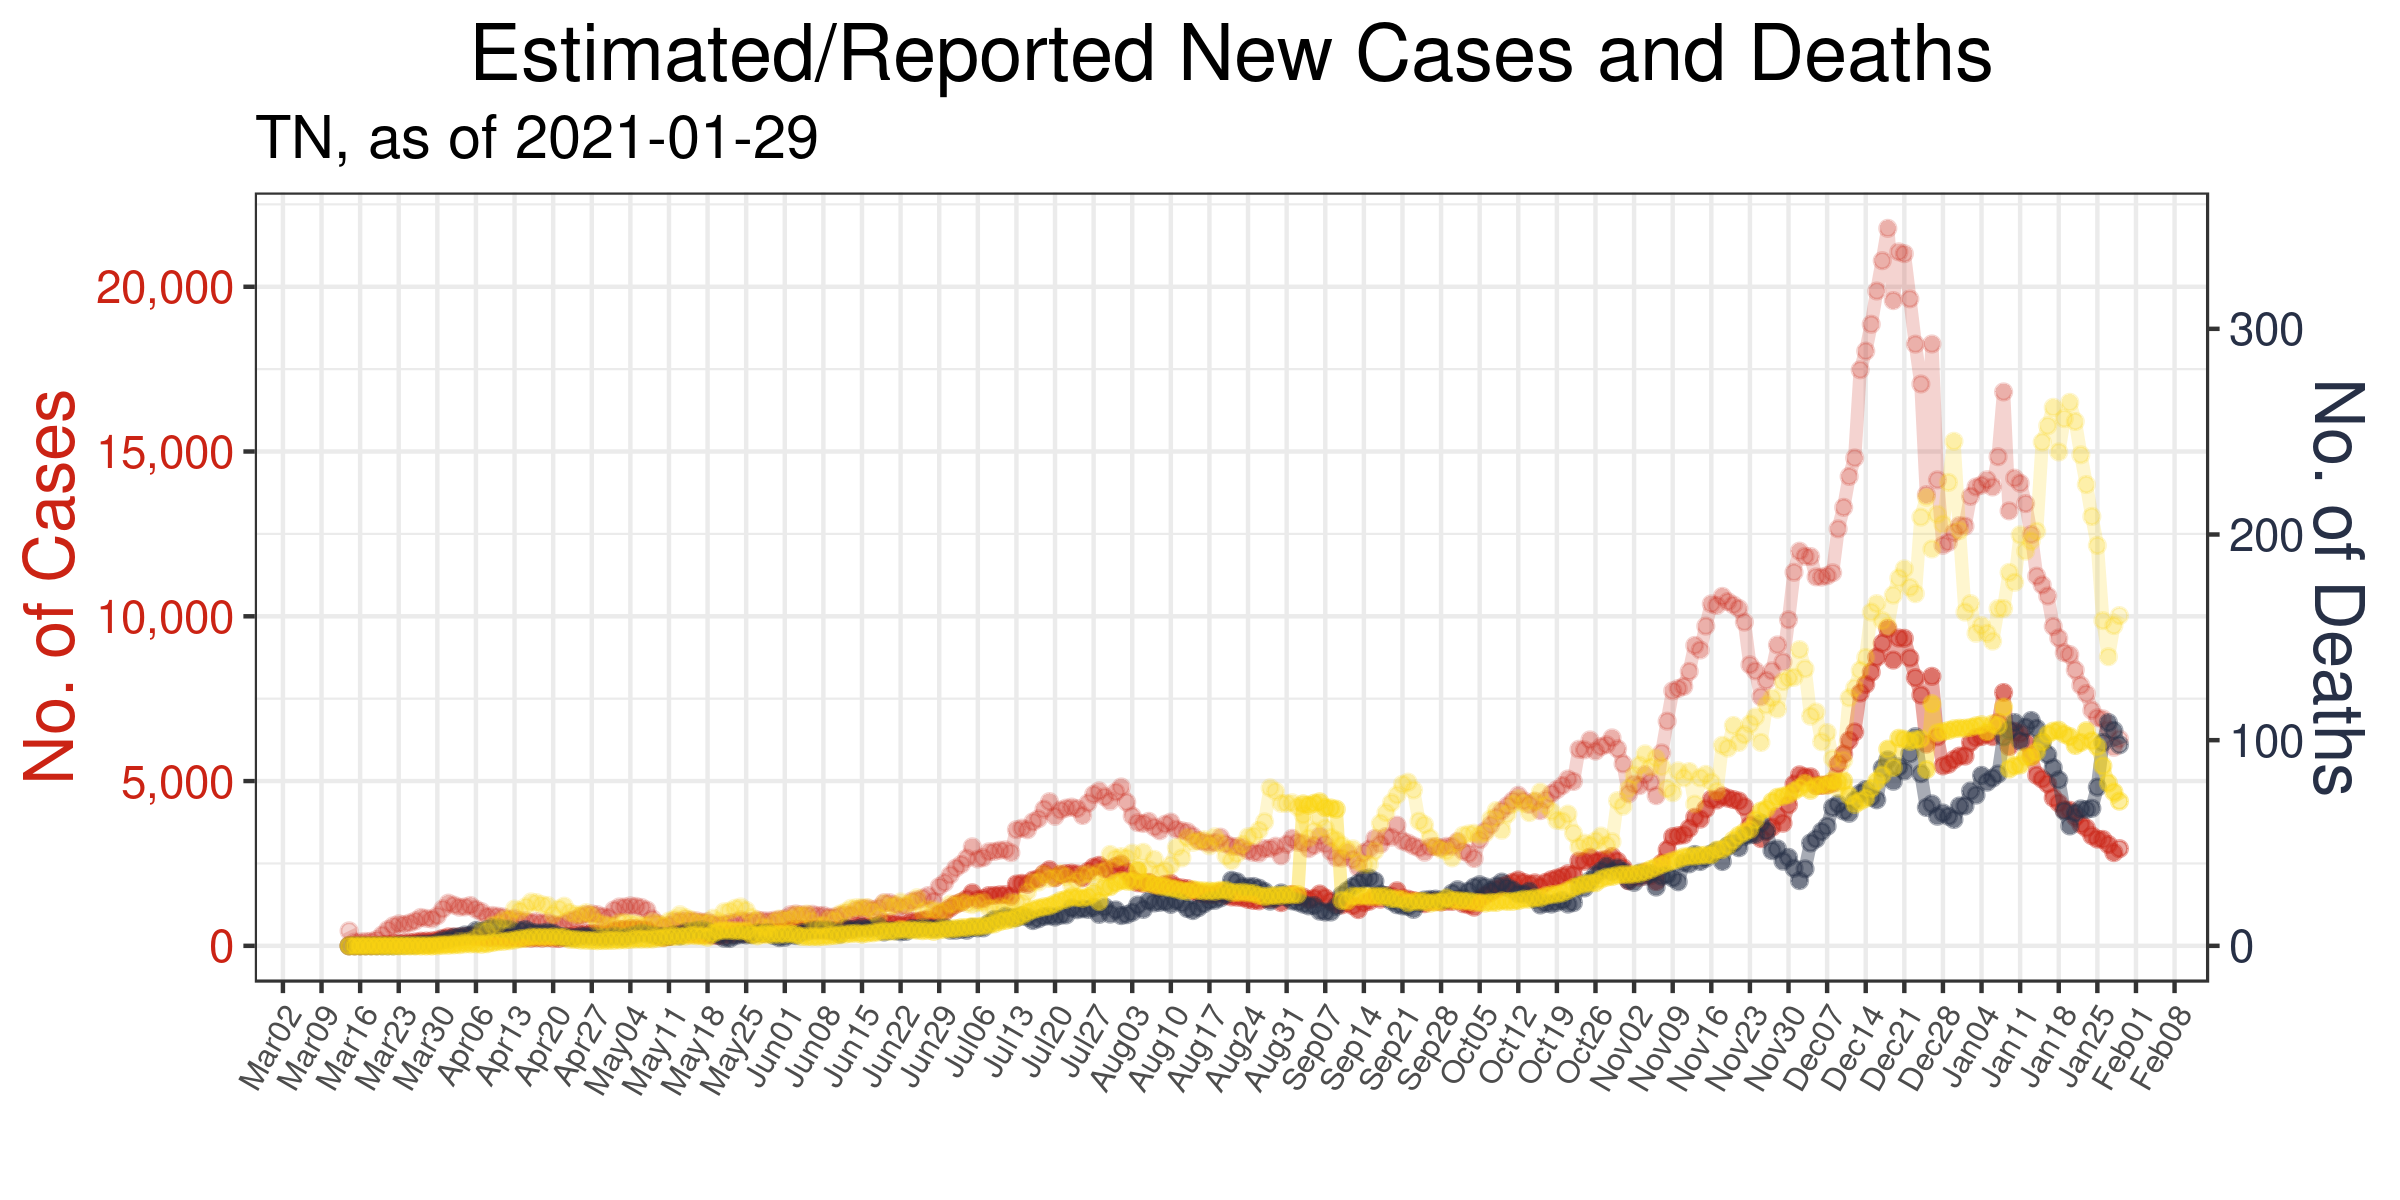 Estimated/Reported New Cases and Deaths
TN, as of 2021-01-29
No. of Cases
20,000
15,000
10,000
5,000
0
300
200
100
0
No. of Deaths
Mar02
Mar09
Mar16
Mar23
Mar30
Apr06
Apr13
Apr20
Apr27
May04
May11
May18
May25
Jun01
Jun08
Jun15
Jun22
Jun29
Jul06
Jul13
Jul20
Jul27
Aug03
Aug10
Aug17
Aug24
Aug31
Sep07
Sep14
Sep21
Sep28
Oct05
Oct12
Oct19
Oct26
Nov02
Nov09
Nov16
Nov23
Nov30
Dec07
Dec14
Dec21
Dec28
Jan04
Jan11
Jan18
Jan25
Feb01
Feb08